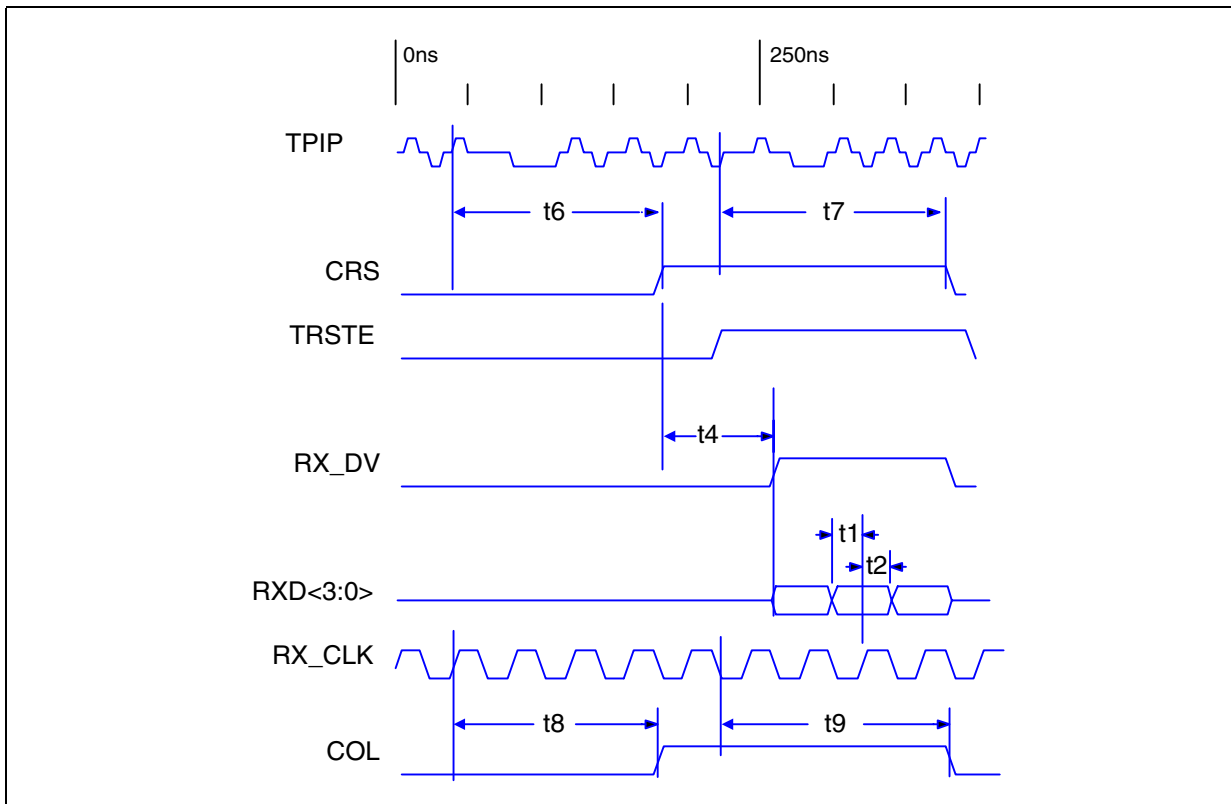 0ns 250ns
TPIP
t6 t7
CRS
TRSTE
t4
RX_DV
t1
t2
RXD<3:0>
RX_CLK
t8 t9
COL